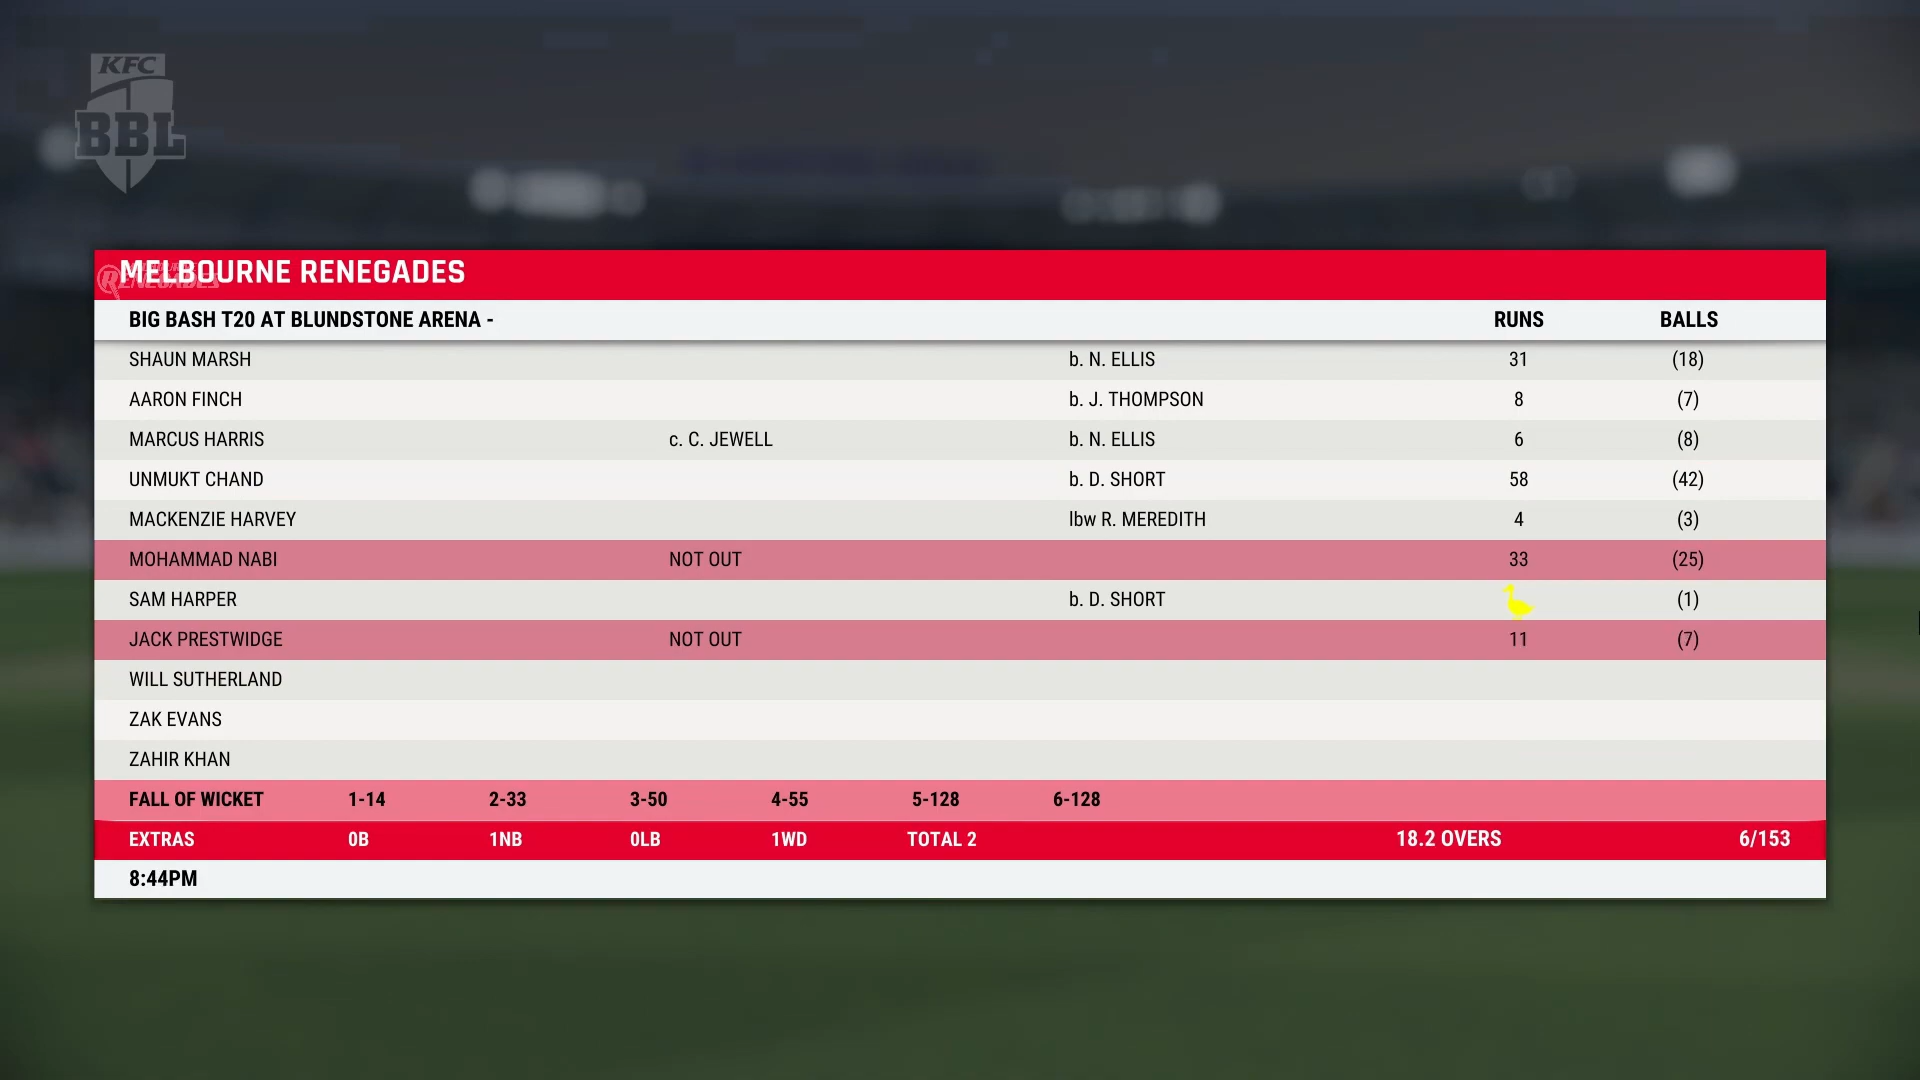 KFC
BBL
MELBOURNE RENEGADES
RENEGADES
BIG BASH T20 AT BLUNDSTONE ARENA - RUNS BALLS
SHAUN MARSH b. N. ELLIS 31 (18)
AARON FINCH b. J. THOMPSON 8 (7)
MARCUS HARRIS c. C. JEWELL b. N. ELLIS 6 (8)
UNMUKT CHAND b. D. SHORT 58 (42)
MACKENZIE HARVEY lbw R. MEREDITH 4 (3)
MOHAMMAD NABI NOT OUT 33 (25)
SAM HARPER b. D. SHORT (1)
JACK PRESTWIDGE NOT OUT 11 (7)
WILL SUTHERLAND
ZAK EVANS
ZAHIR KHAN
FALL OF WICKET 1-14 2-33 3-50 4-55 5-128 6-128
EXTRAS 0B 1NB 0LB 1WD TOTAL 2 18.2 OVERS 6/153
8:44PM